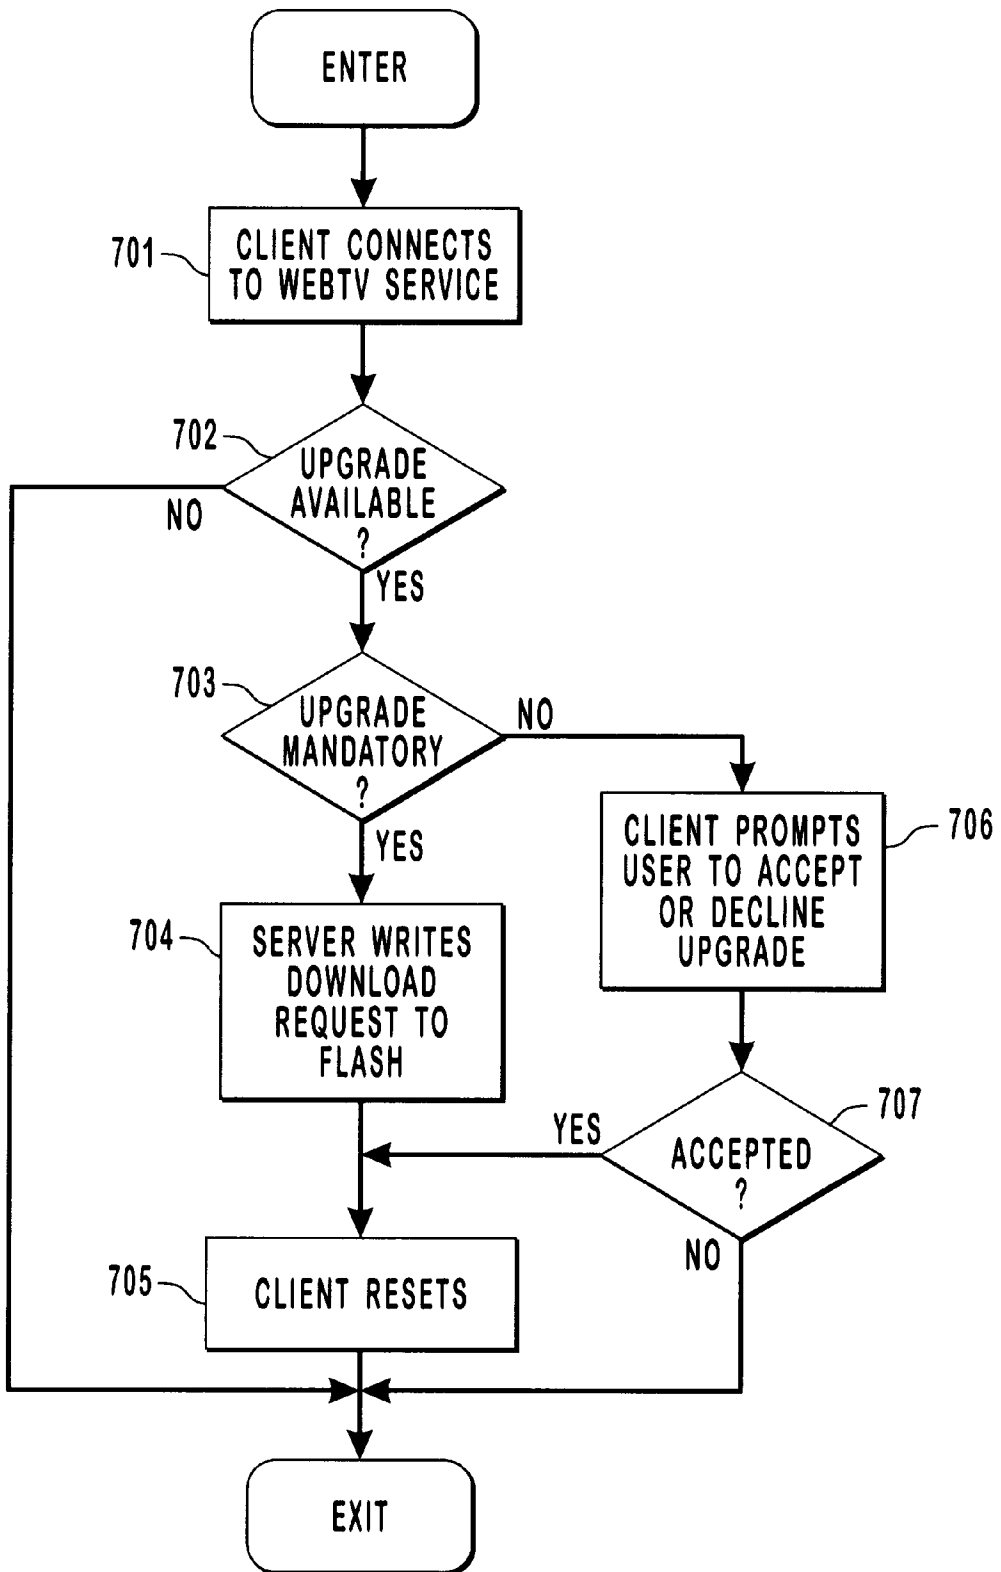 ENTER
701
CLIENT CONNECTS
TO WEBTV SERVICE
702
UPGRADE
AVAILABLE
?
NO
YES
703
UPGRADE
MANDATORY
?
NO
YES
704
SERVER WRITES
DOWNLOAD
REQUEST TO
FLASH
706
CLIENT PROMPTS
USER TO ACCEPT
OR DECLINE
UPGRADE
707
ACCEPTED
?
YES
NO
705
CLIENT RESETS
EXIT